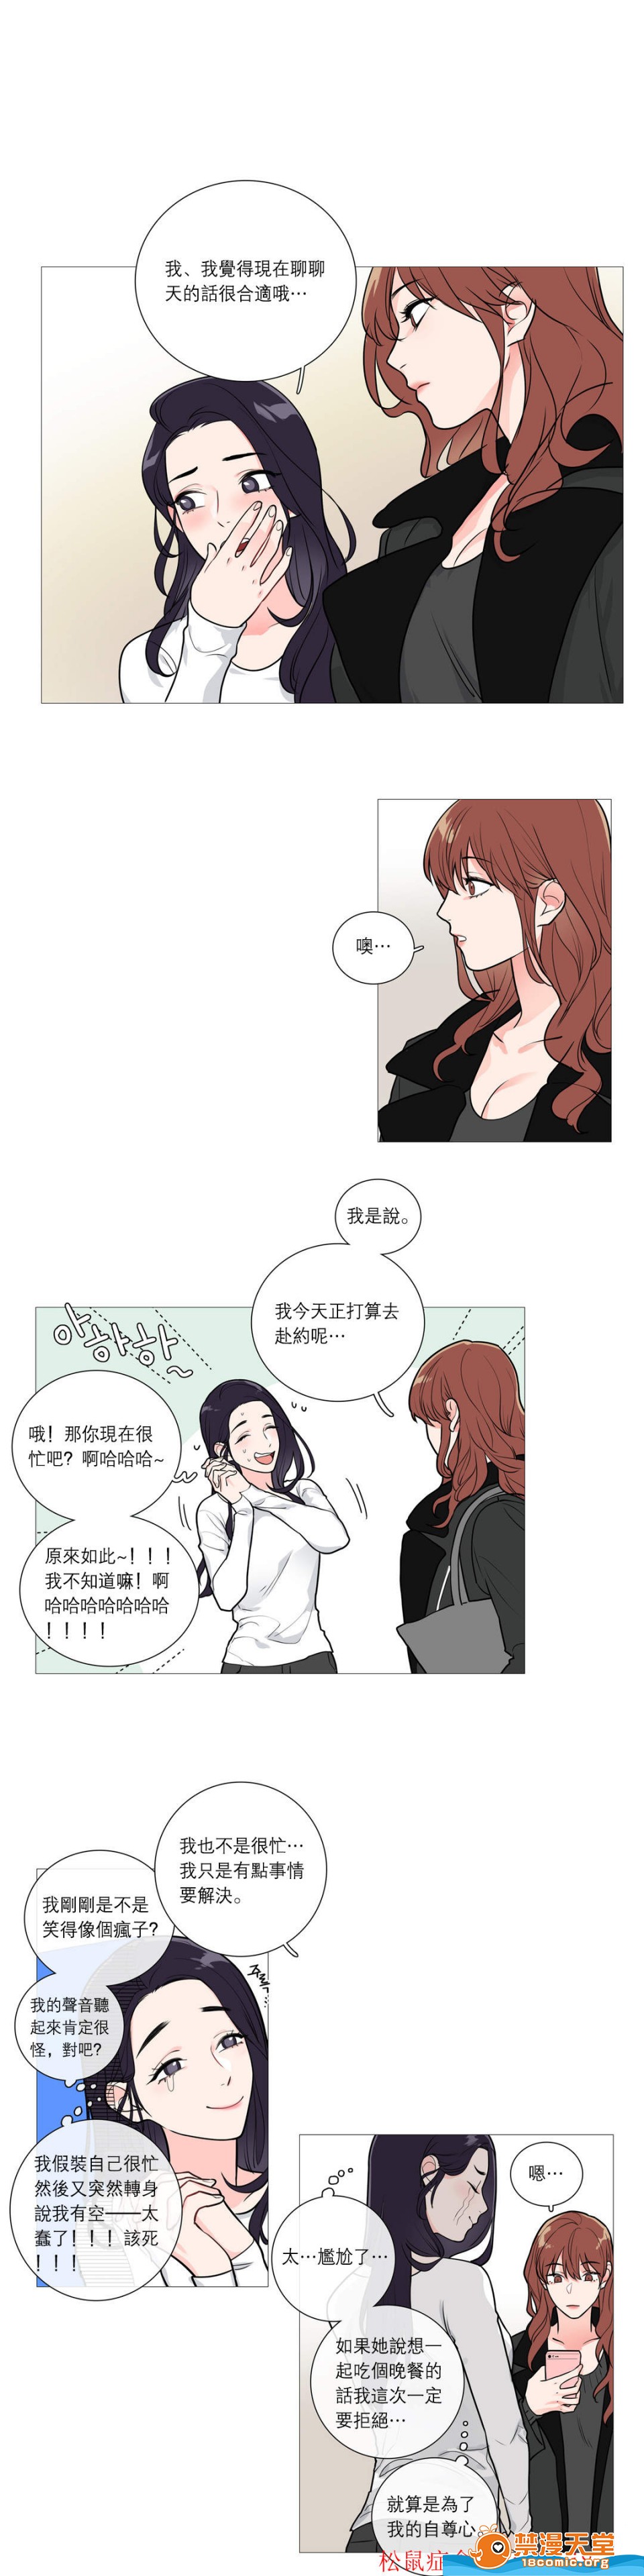 我、我覺得現在聊聊
天的話很合適哦…
噢…
我是說。
我今天正打算去
赴約呢…
아하하~
哦！那你現在很
忙吧？啊哈哈哈~
原來如此~！！！
我不知道嘛！啊
哈哈哈哈哈哈哈
！！！！
我也不是很忙…
我只是有點事情
要解決。
我剛剛是不是
笑得像個瘋子？
我的聲音聽
起來肯定很
怪，對吧？
我假裝自己很忙
然後又突然轉身
說我有空——太
蠢了！！！該死
！！！
嗯…
太…尷尬了…
如果她說想一
起吃個晚餐的
話我這次一定
要拒絕…
就算是為了
我的自尊心。
松鼠症
禁漫天堂
18comic.org